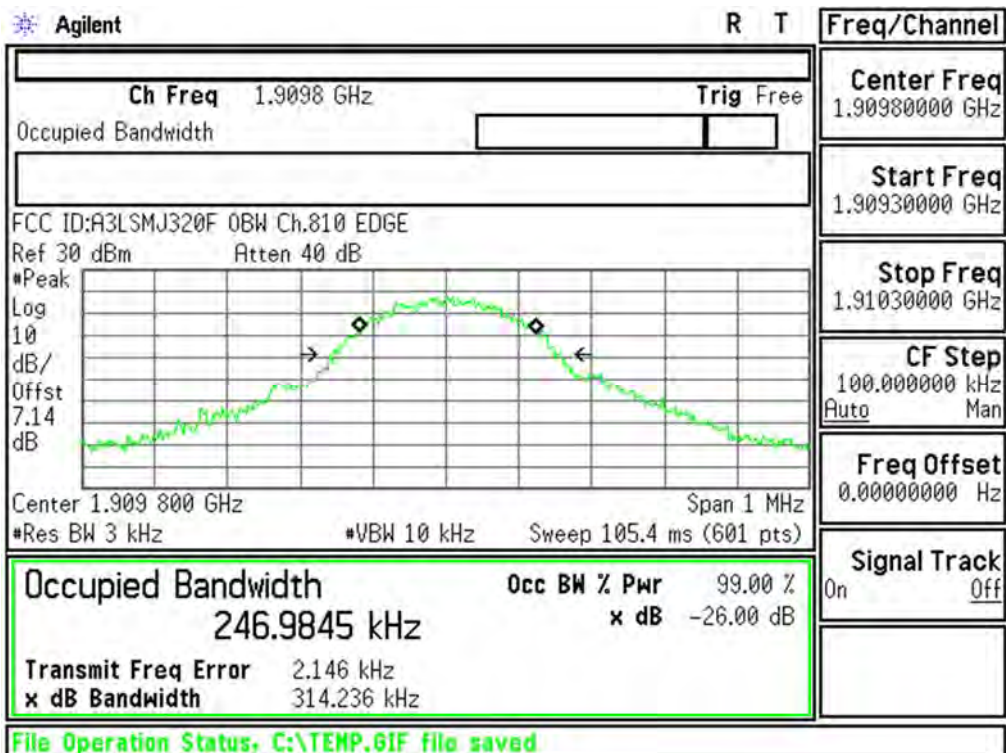 Agilent R T
Freq/Channel
Ch Freq 1.9098 GHz Trig Free
Occupied Bandwidth
Center Freq
1.90980000 GHz
Start Freq
1.90930000 GHz
Stop Freq
1.91030000 GHz
CF Step
100.000000 kHz
Auto Man
Freq Offset
0.00000000 Hz
Signal Track
On Off
FCC ID:A3LSMJ320F OBW Ch.810 EDGE
Ref 30 dBm Atten 40 dB
#Peak
Log
10
dB/
Offst
7.14
dB
Center 1.909 800 GHz Span 1 MHz
#Res BW 3 kHz #VBW 10 kHz Sweep 105.4 ms (601 pts)
Occupied Bandwidth
246.9845 kHz
Occ BW % Pwr 99.00 %
x dB -26.00 dB
Transmit Freq Error 2.146 kHz
x dB Bandwidth 314.236 kHz
File Operation Status, C:\TEMP.GIF file saved